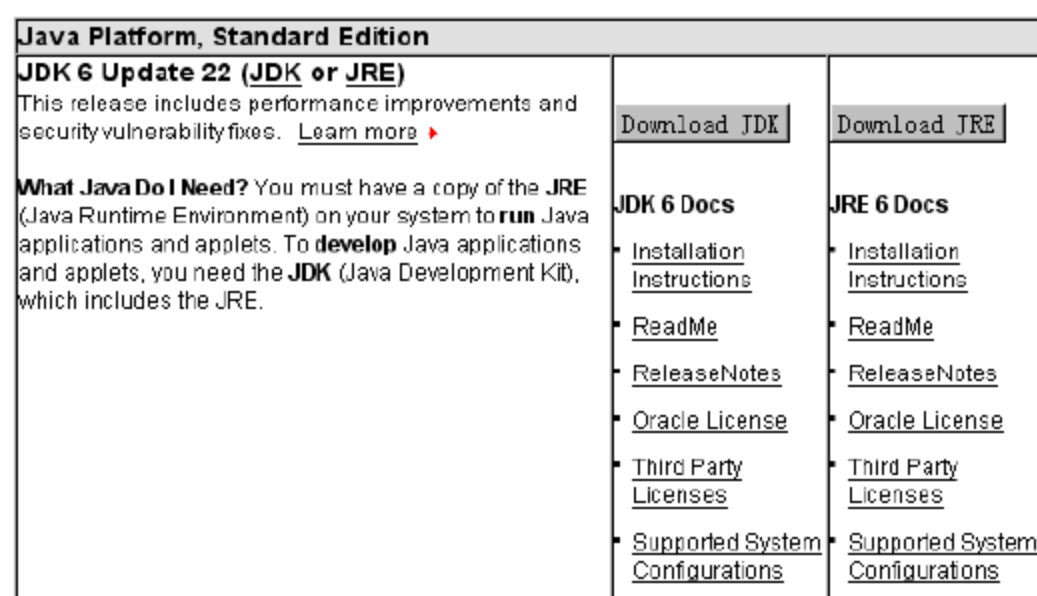 Java Platform, Standard Edition
JDK 6 Update 22 (JDK or JRE)
This release includes performance improvements and
security vulnerability fixes. Learn more
What Java Do I Need? You must have a copy of the JRE
(Java Runtime Environment) on your system to run Java
applications and applets. To develop Java applications
and applets, you need the JDK (Java Development Kit),
which includes the JRE.
Download JDK
JDK 6 Docs
Installation
Instructions
ReadMe
ReleaseNotes
Oracle License
Third Party
Licenses
Supported System
Configurations
Download JRE
JRE 6 Docs
Installation
Instructions
ReadMe
ReleaseNotes
Oracle License
Third Party
Licenses
Supported System
Configurations